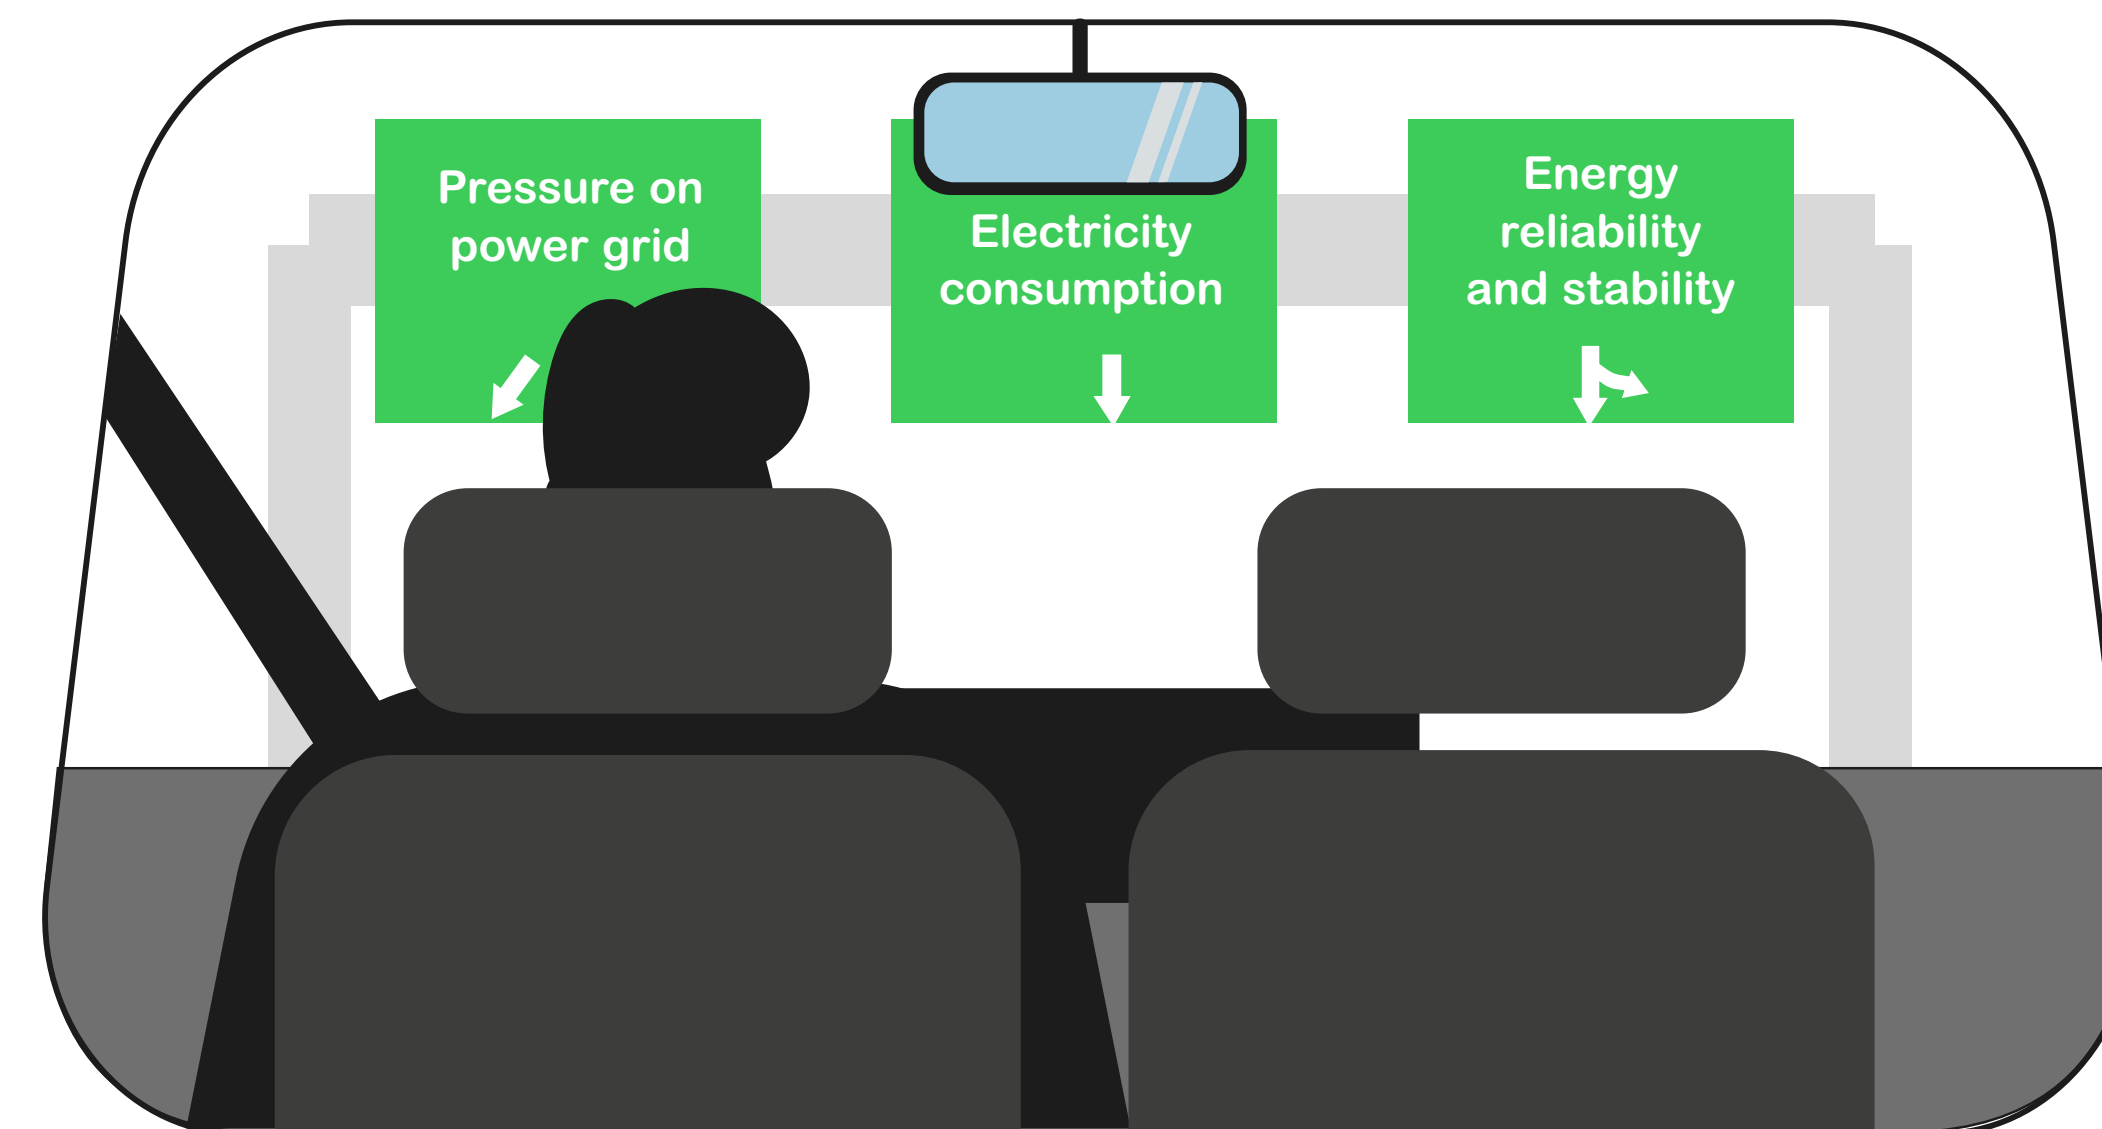 Pressure on
power grid
Electricity
consumption
Energy
reliability
and stability